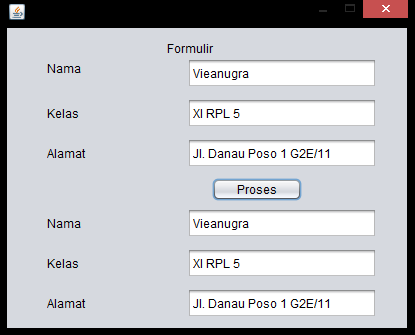 Formulir
Nama Vieanugra
Kelas XI RPL 5
Alamat Jl. Danau Poso 1 G2E/11
Proses
Nama Vieanugra
Kelas XI RPL 5
Alamat Jl. Danau Poso 1 G2E/11